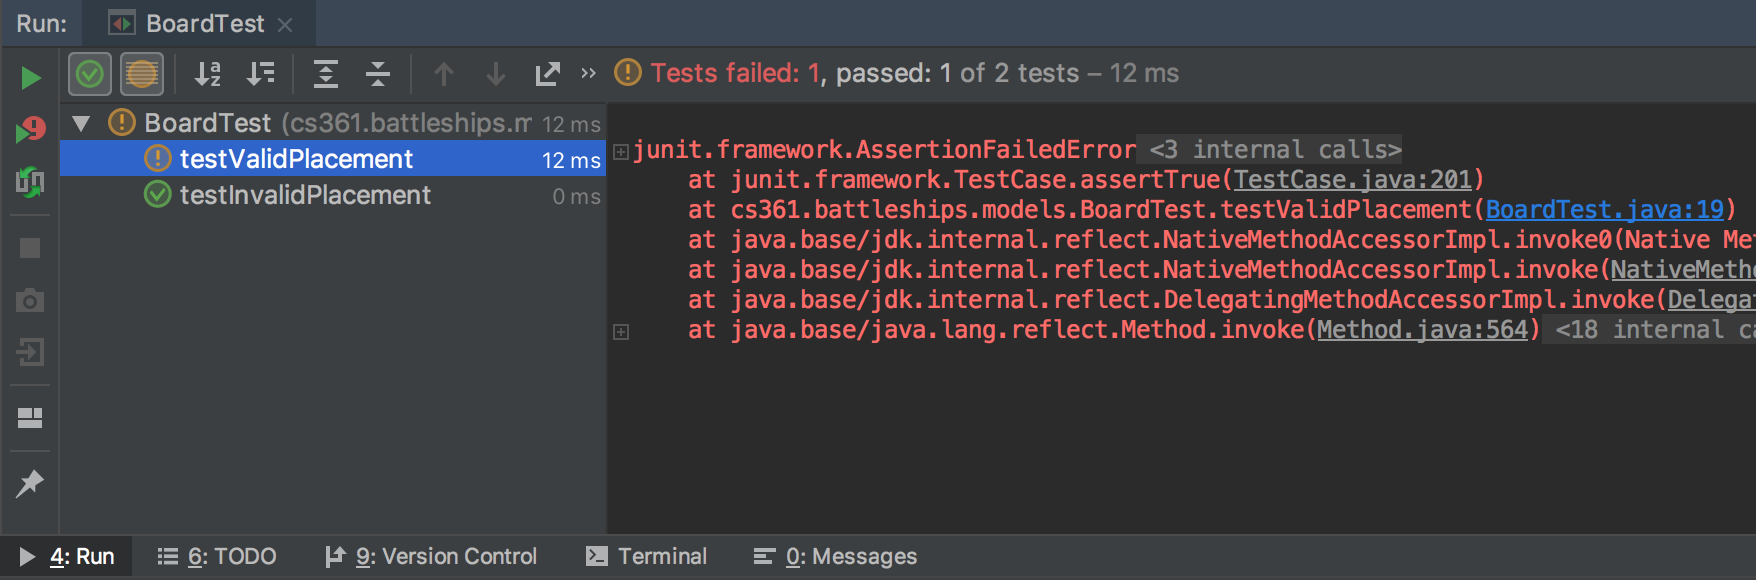 Run: BoardTest
Tests failed: 1, passed: 1 of 2 tests – 12 ms
BoardTest (cs361.battleships.m 12 ms
testValidPlacement 12 ms
testInvalidPlacement 0 ms
junit.framework.AssertionFailedError <3 internal calls>
at junit.framework.TestCase.assertTrue(TestCase.java:201)
at cs361.battleships.models.BoardTest.testValidPlacement(BoardTest.java:19)
at java.base/jdk.internal.reflect.NativeMethodAccessorImpl.invoke0(Native Me
at java.base/jdk.internal.reflect.NativeMethodAccessorImpl.invoke(NativeMetho
at java.base/jdk.internal.reflect.DelegatingMethodAccessorImpl.invoke(Delega
at java.base/java.lang.reflect.Method.invoke(Method.java:564) <18 internal ca
4: Run 6: TODO 9: Version Control Terminal 0: Messages